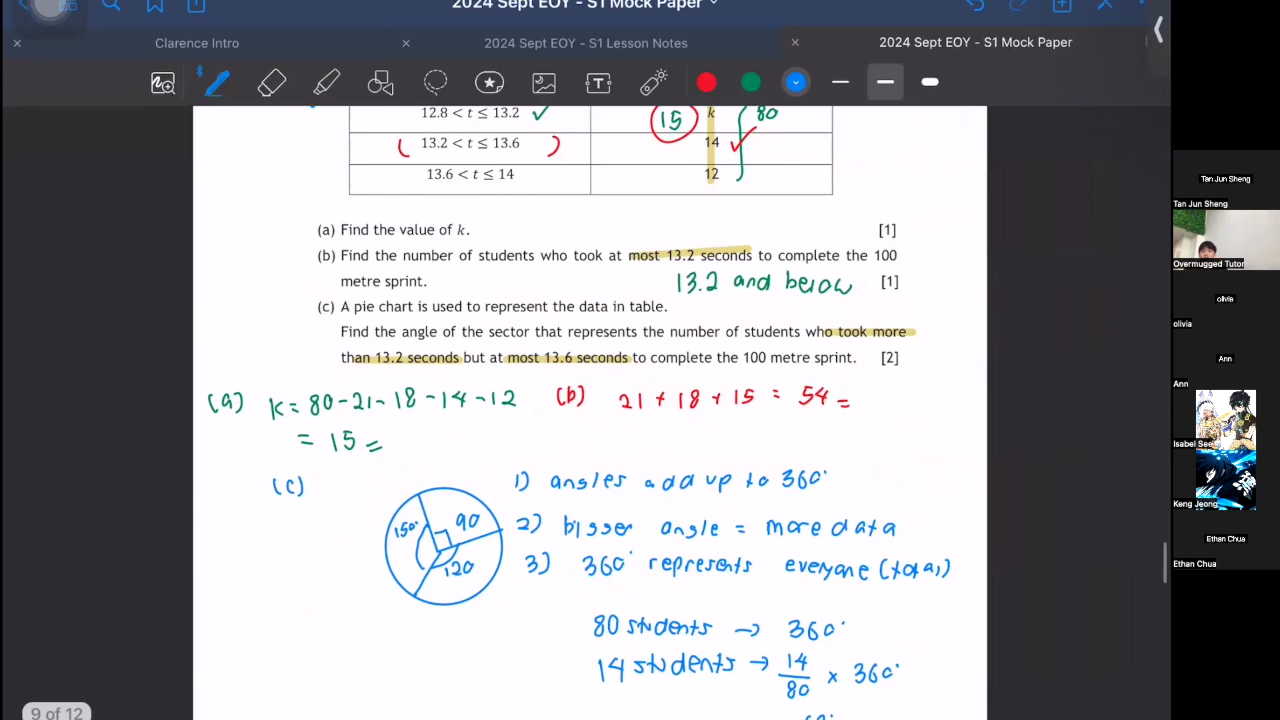 2024 Sept EOY - S1 Mock Paper
Clarence Intro
2024 Sept EOY - S1 Lesson Notes
2024 Sept EOY - S1 Mock Paper
12.8 < t ≤ 13.2 ✓ 15 k 80
( 13.2 < t ≤ 13.6 ) 14 ✓
13.6 < t ≤ 14 12
(a) Find the value of k. [1]
(b) Find the number of students who took at most 13.2 seconds to complete the 100
metre sprint. 13.2 and below [1]
(c) A pie chart is used to represent the data in table.
Find the angle of the sector that represents the number of students who took more
than 13.2 seconds but at most 13.6 seconds to complete the 100 metre sprint. [2]
(a) k = 80 - 21 - 18 - 14 - 12 (b) 21 + 18 + 15 = 54 =
= 15 =
(c) 1) angles add up to 360°
150° 90 2) bigger angle = more data
120 3) 360° represents everyone (total)
80 students → 360°
14 students → 14/80 × 360°
9 of 12
Tan Jun Sheng
Tan Jun Sheng
Overmugged Tutor
olivia
olivia
Ann
Ann
Isabel See
Keng Jeong
Ethan Chua
Ethan Chua